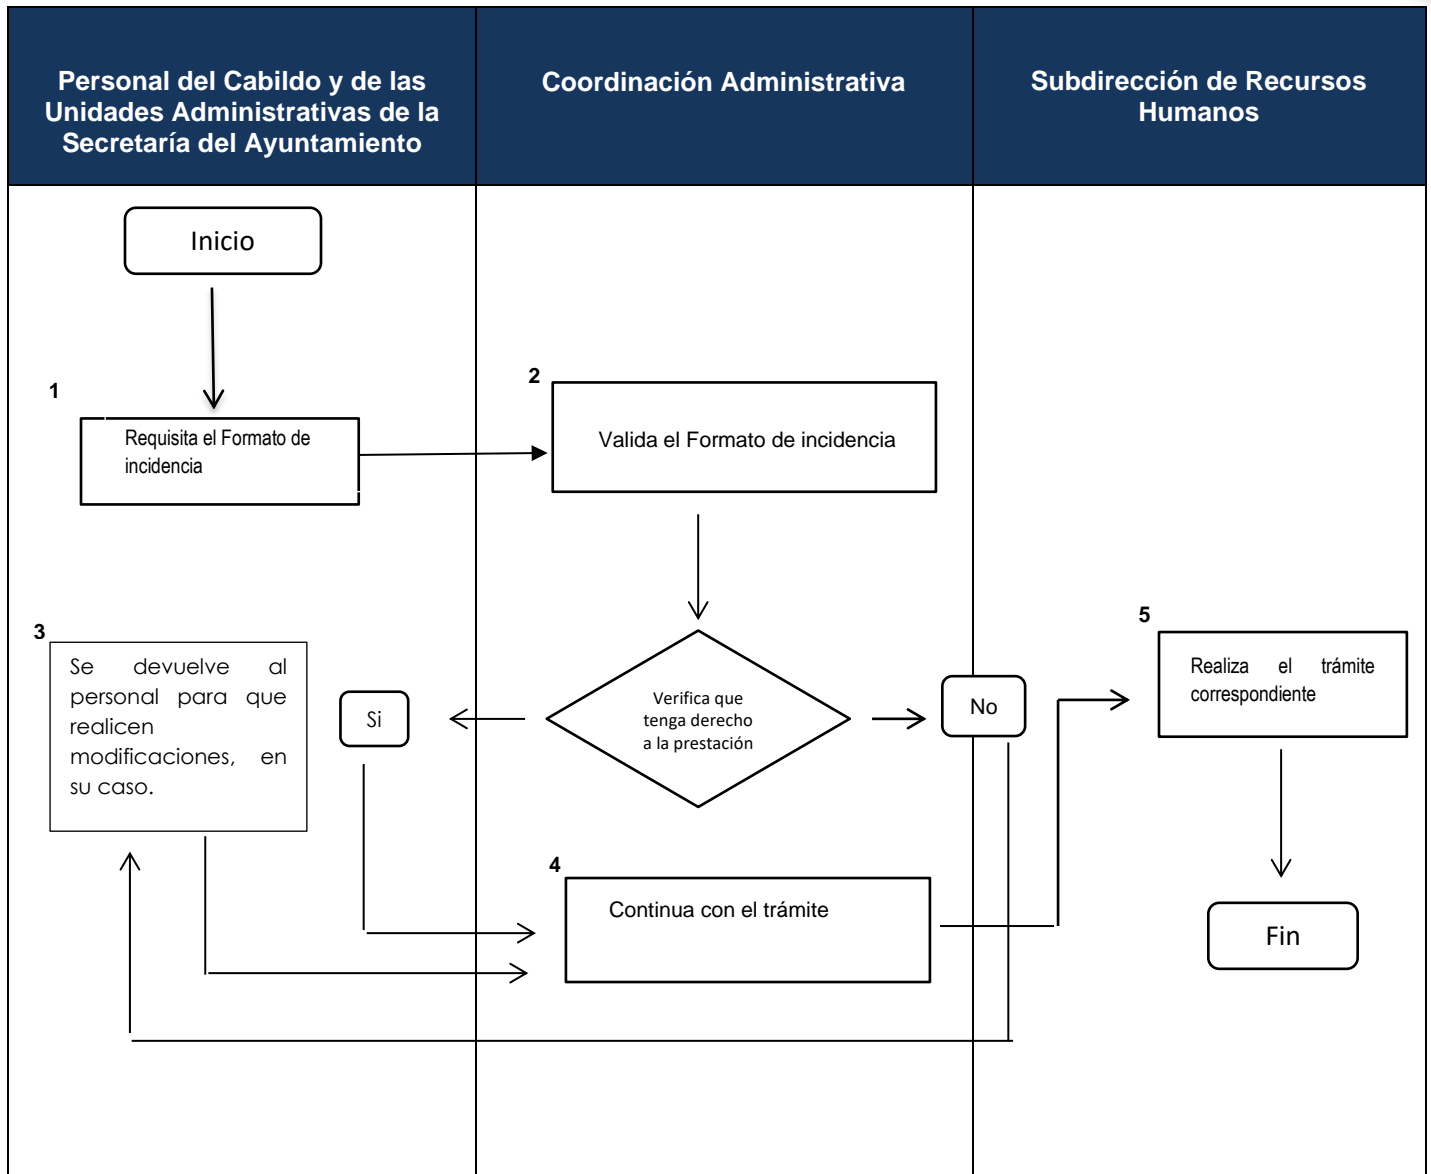 Personal del Cabildo y de las
Unidades Administrativas de la
Secretaría del Ayuntamiento
Coordinación Administrativa
Subdirección de Recursos
Humanos
Inicio
1
Requisita el Formato de
incidencia
2
Valida el Formato de incidencia
3
Se devuelve al
personal para que
realicen
modificaciones, en
su caso.
Si
Verifica que
tenga derecho
a la prestación
No
5
Realiza el trámite
correspondiente
4
Continua con el trámite
Fin